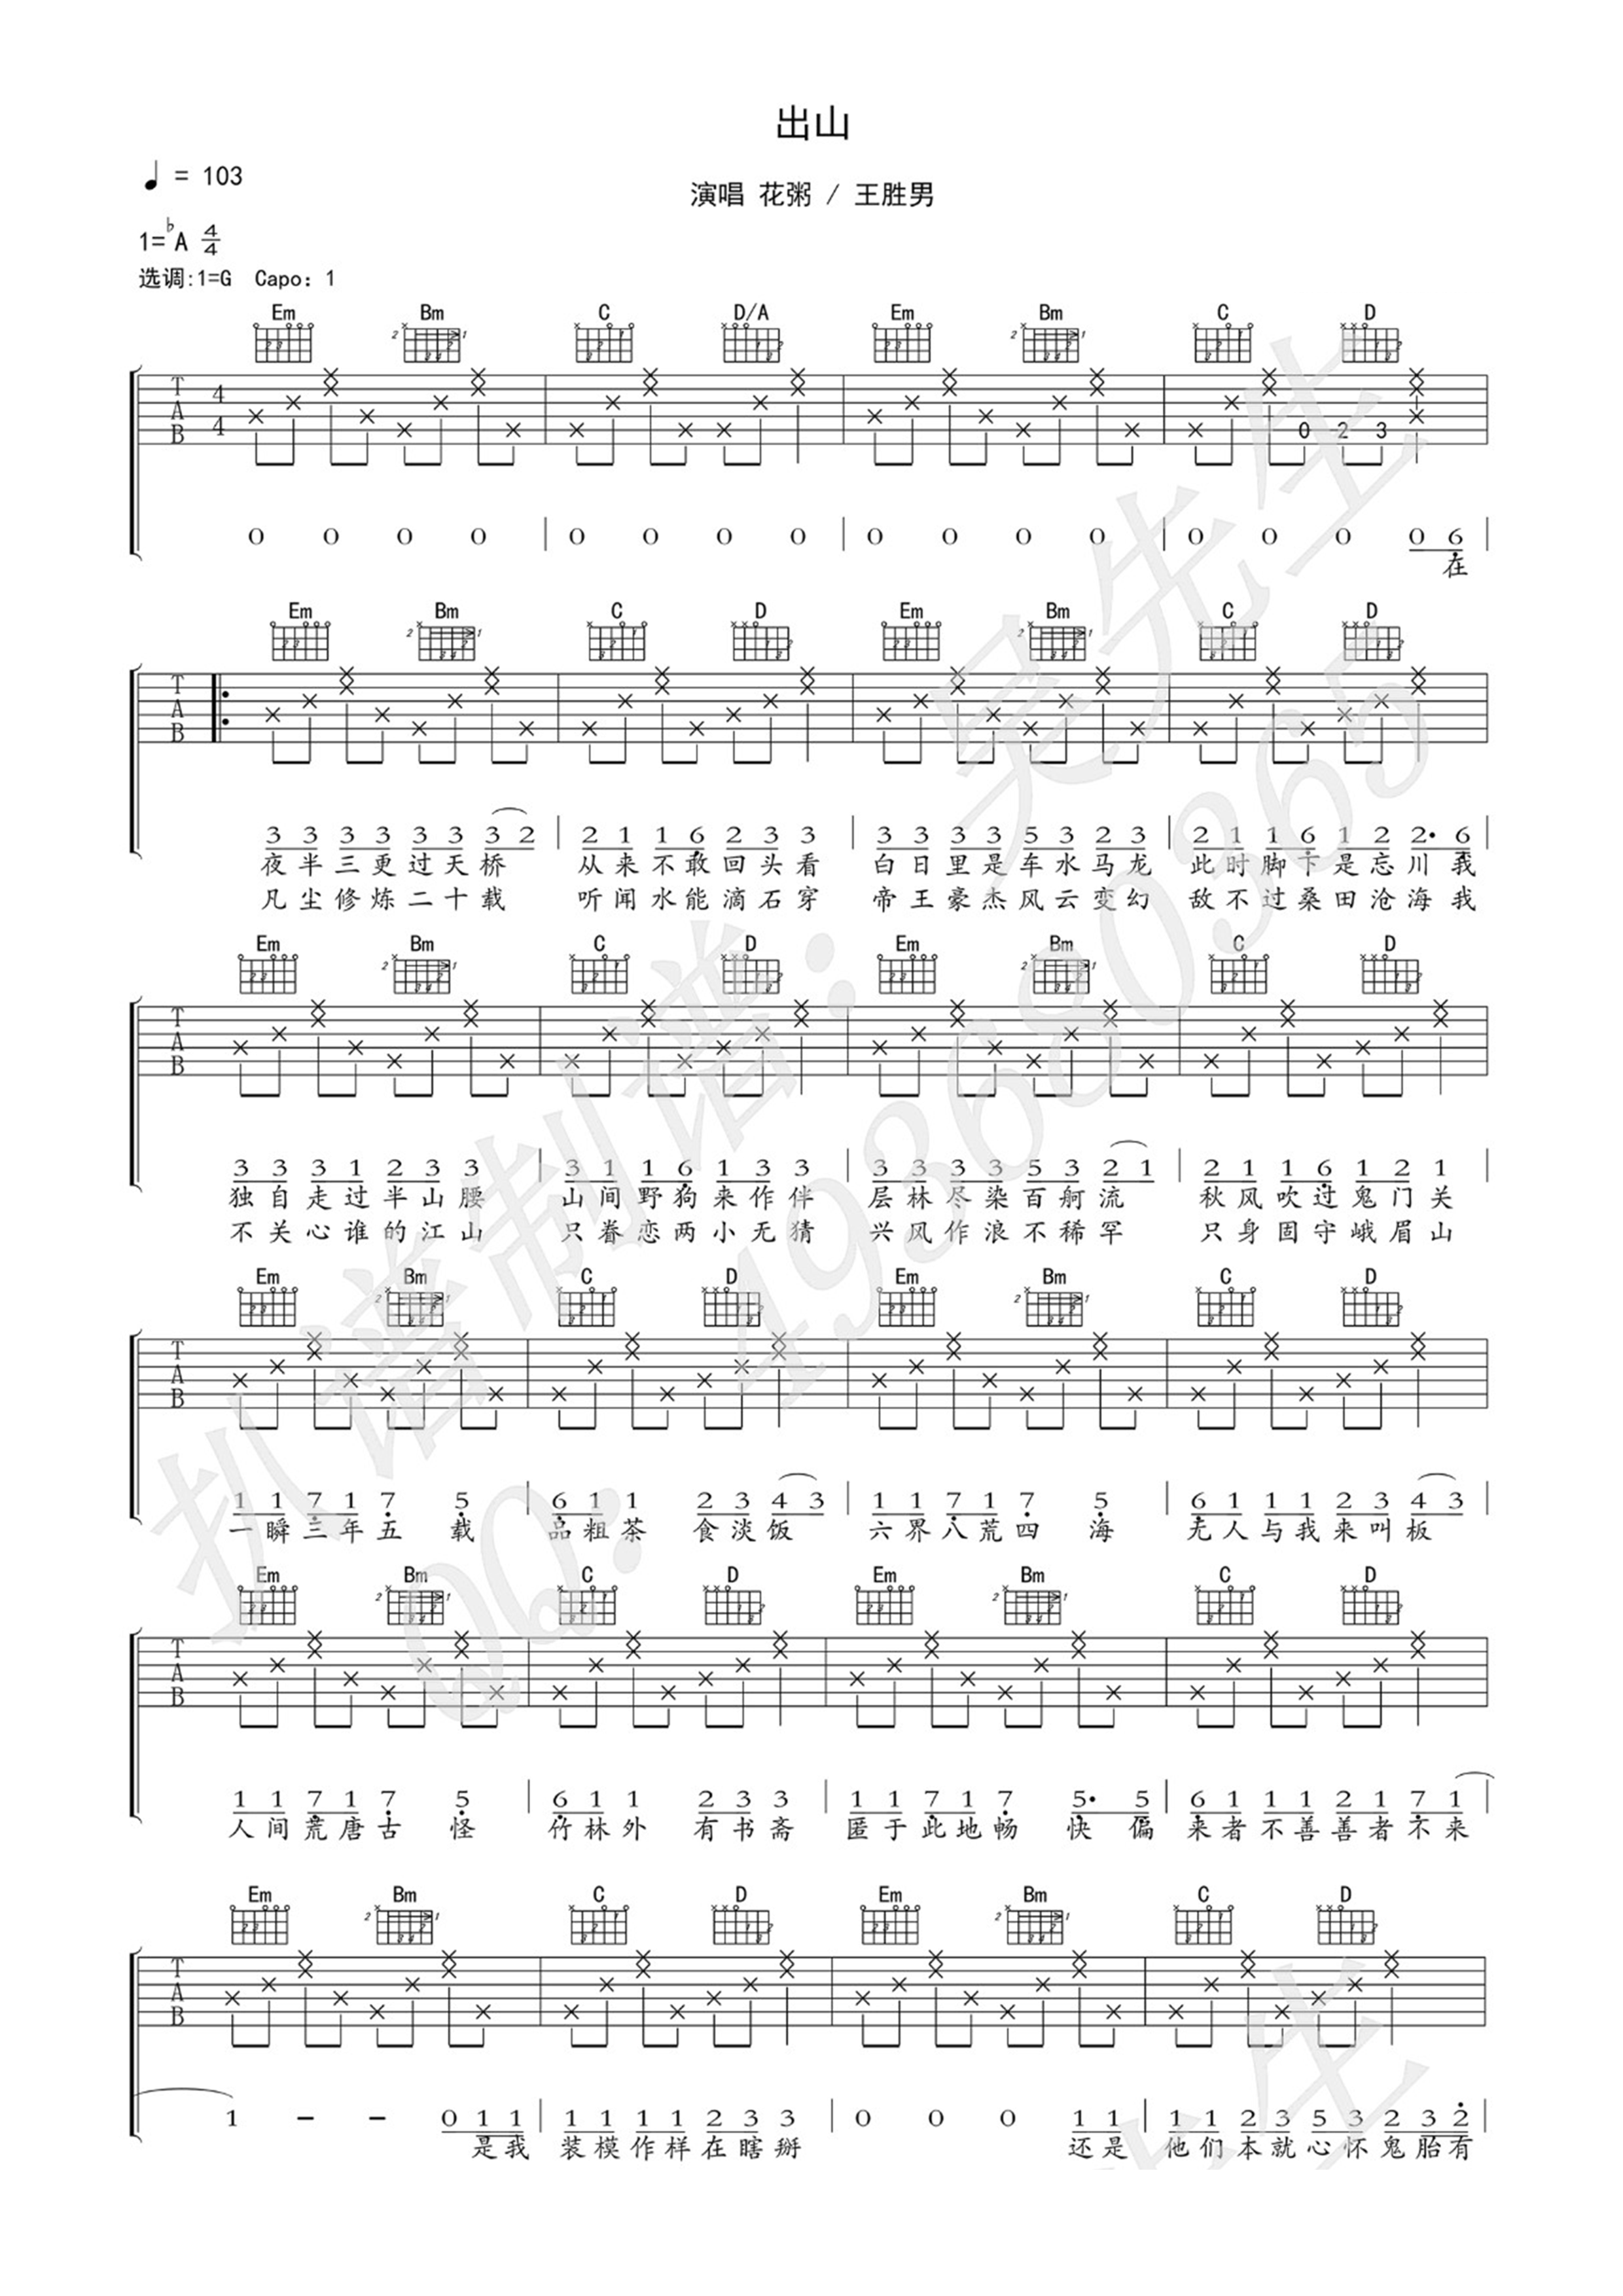 出山
♩ = 103
演唱 花粥 / 王胜男
1=♭A 4/4
选调:1=G Capo: 1
Em Bm C D/A Em Bm C D
T A B 4/4
0 2 3
0 0 0 0 | 0 0 0 0 | 0 0 0 0 | 0 0 0 0 6
在
Em Bm C D Em Bm C D
T A B
3 3 3 3 3 3 3 2 | 2 1 1 6 2 3 3 | 3 3 3 3 5 3 2 3 | 2 1 1 6 1 2 2· 6
夜半三更过天桥 从来不敢回头看 白日里是车水马龙 此时脚下是忘川 我
凡尘修炼二十载 听闻水能滴石穿 帝王豪杰风云变幻 敌不过桑田沧海 我
Em Bm C D Em Bm C D
T A B
3 3 3 1 2 3 3 | 3 1 1 6 1 3 3 | 3 3 3 3 5 3 2 1 | 2 1 1 6 1 2 1
独自走过半山腰 山间野狗来作伴 层林尽染百舸流 秋风吹过鬼门关
不关心谁的江山 只眷恋两小无猜 兴风作浪不稀罕 只身固守峨眉山
Em Bm C D Em Bm C D
T A B
1 1 7 1 7 5 | 6 1 1 2 3 4 3 | 1 1 7 1 7 5 | 6 1 1 1 2 3 4 3
一瞬三年五载 品粗茶食淡饭 六界八荒四海 无人与我来叫板
Em Bm C D Em Bm C D
T A B
1 1 7 1 7 5 | 6 1 1 2 3 3 | 1 1 7 1 7 5· 5 | 6 1 1 1 2 1 7 1
人间荒唐古怪 竹林外有书斋 匿于此地畅快 偏 来者不善善者不来
Em Bm C D Em Bm C D
T A B
1 - - 0 1 1 | 1 1 1 1 2 3 3 | 0 0 0 1 1 | 1 1 2 3 5 3 2 3 2
是我 装模作样在瞎掰 还是 他们本就心怀鬼胎有
扒谱制谱：吴先生
QQ：493680365